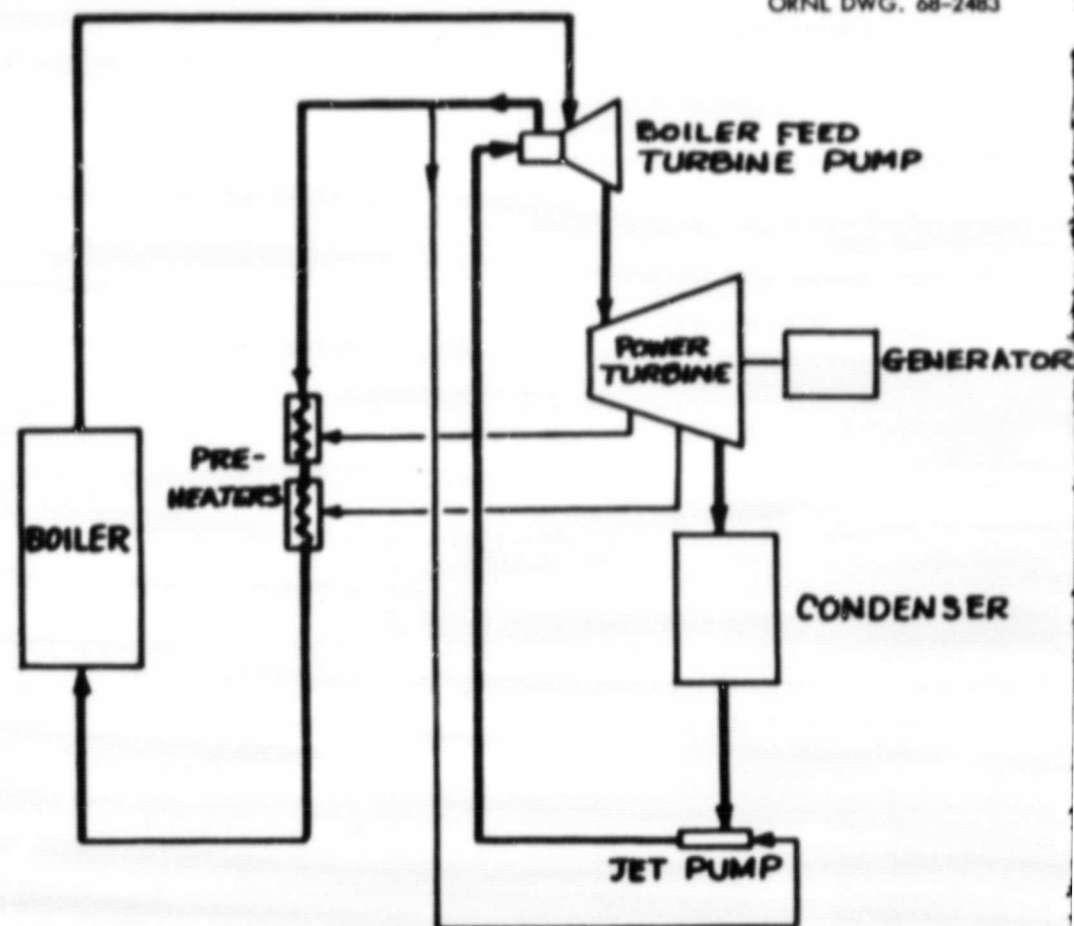 ORNL DWG. 68-2483
BOILER FEED
TURBINE PUMP
POWER
TURBINE
GENERATOR
PRE-
HEATERS
BOILER
CONDENSER
JET PUMP